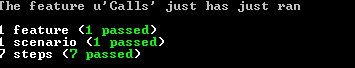 The feature u'Calls' just has just ran
1 feature (1 passed)
1 scenario (1 passed)
7 steps (7 passed)